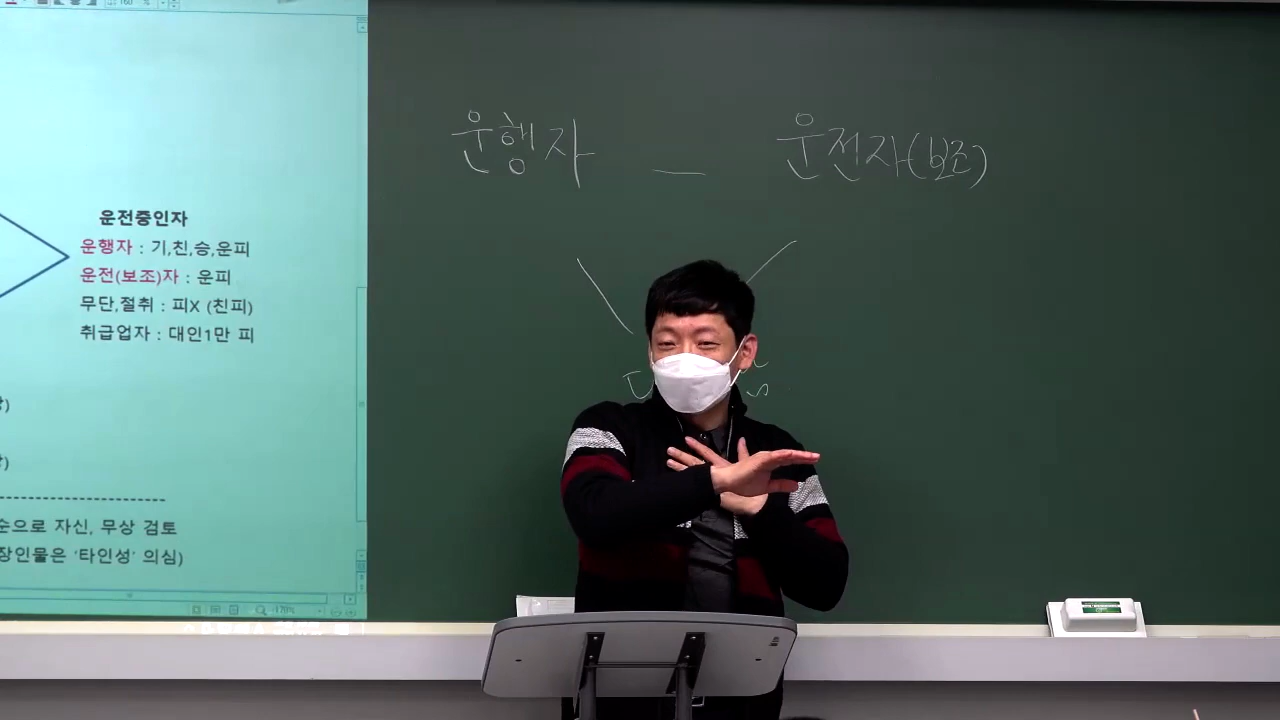 운전중인자
운행자 : 기,친,승,운피
운전(보조)자 : 운피
무단,절취 : 피X (친피)
취급업자 : 대인1만 피
순으로 자신, 무상 검토
장인물은 ‘타인성’ 의심)
운행자 — 운전자(보조)